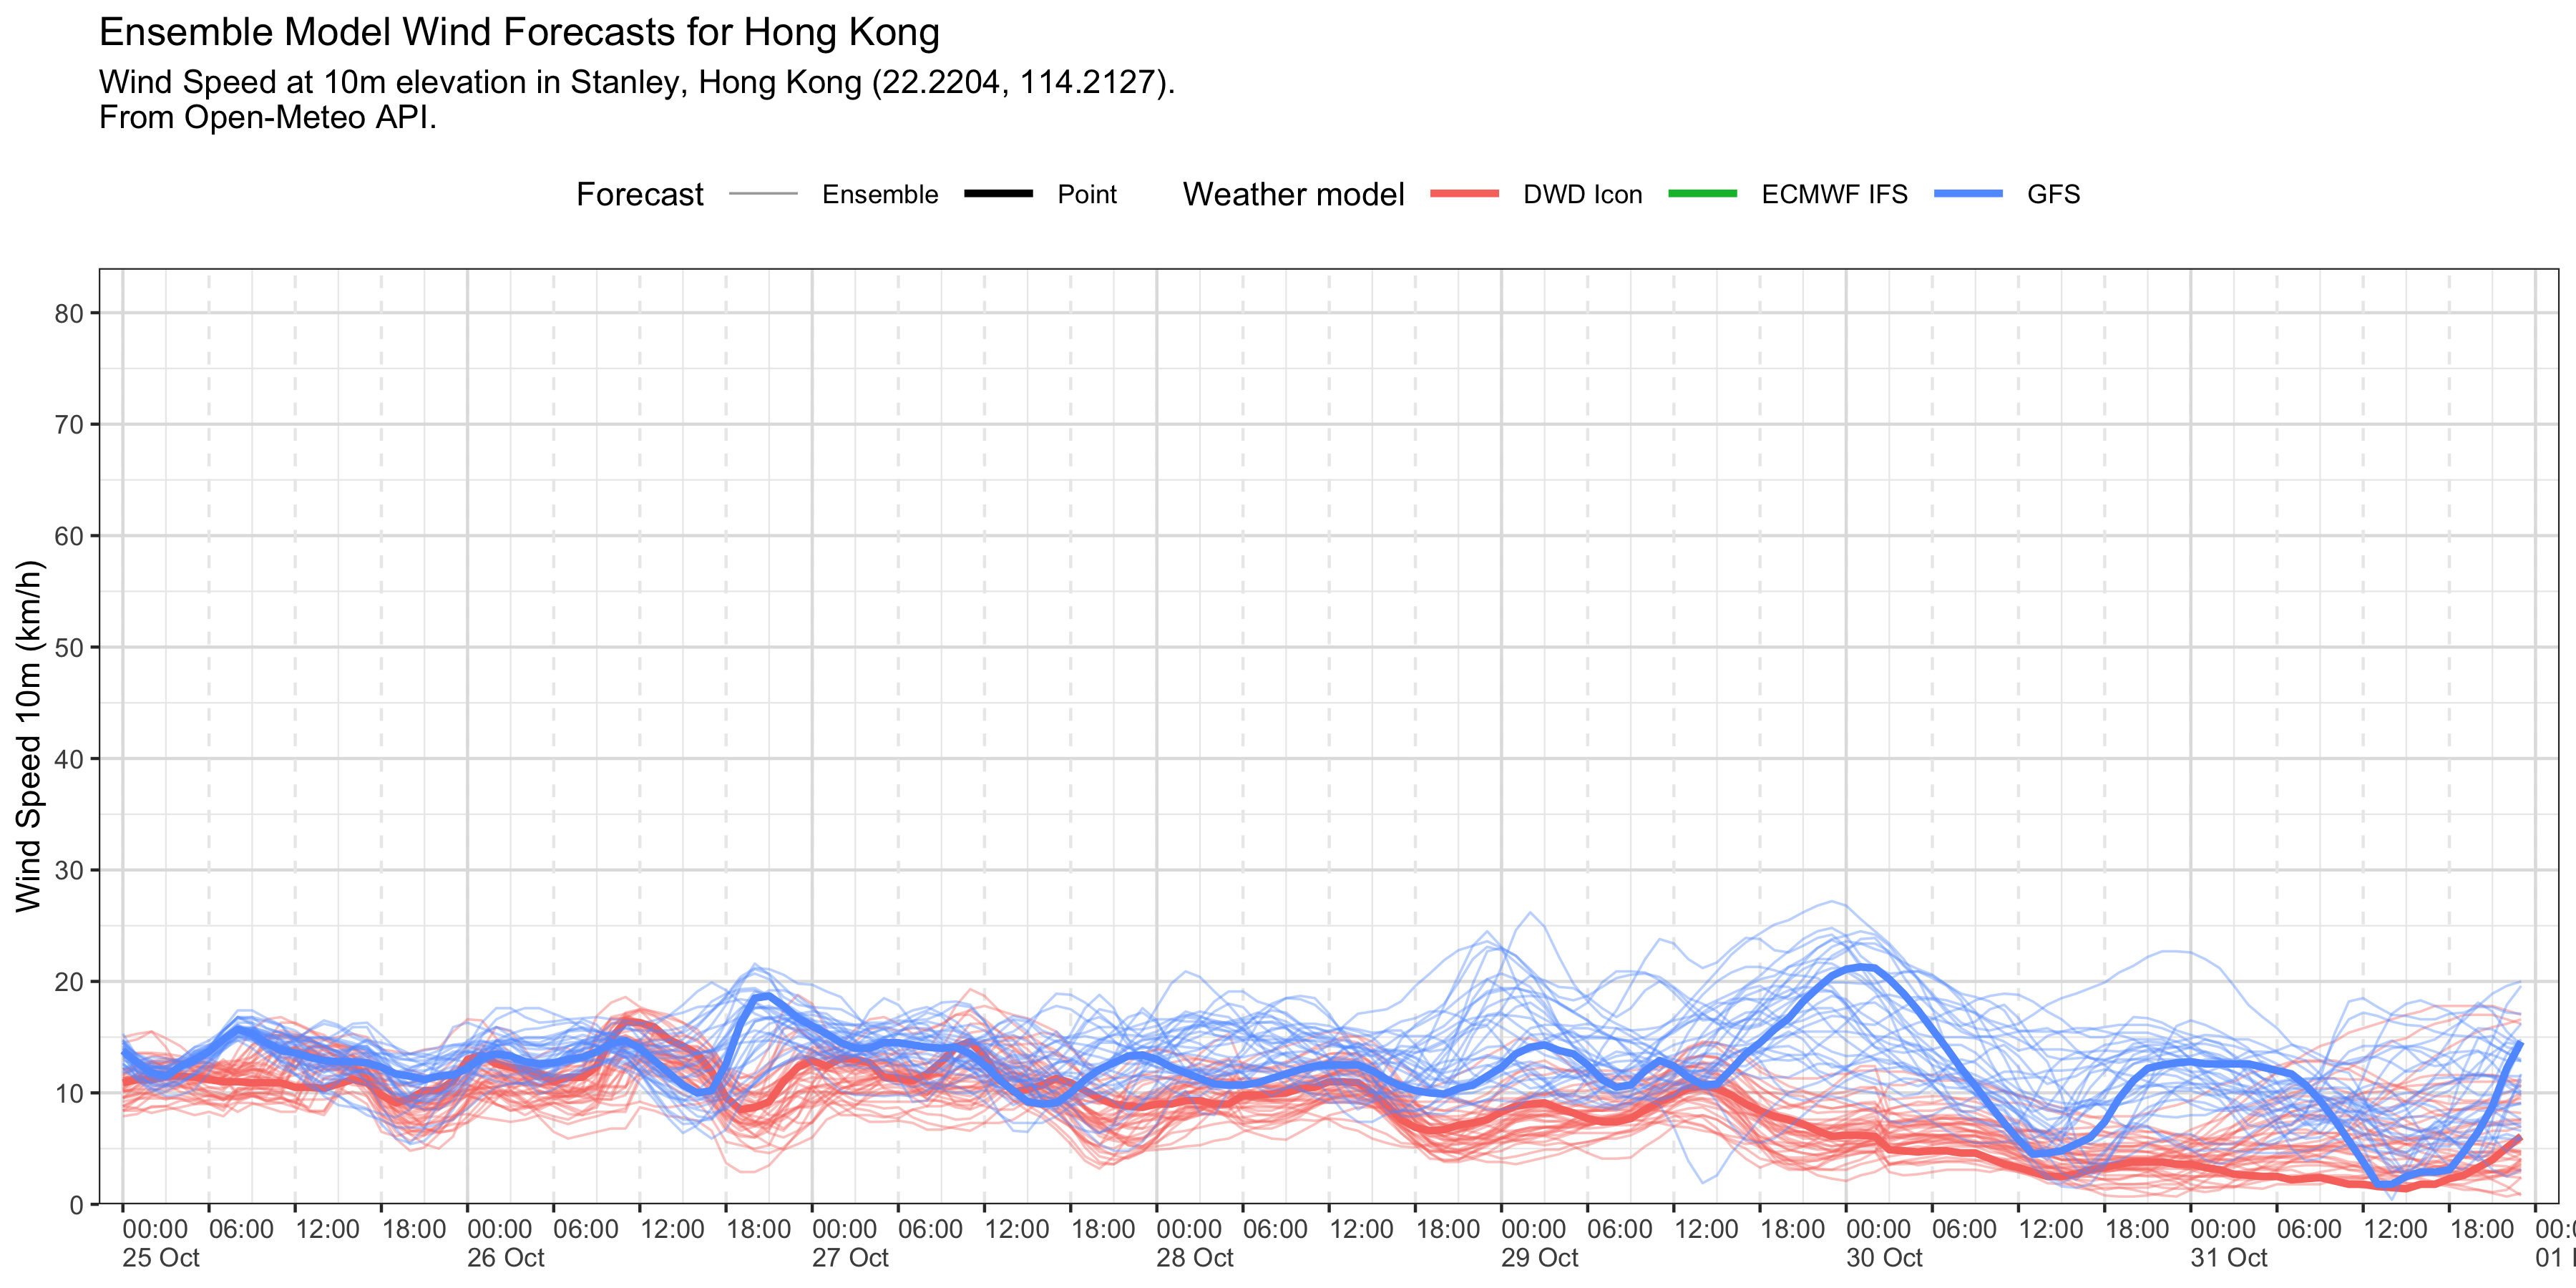 Ensemble Model Wind Forecasts for Hong Kong
Wind Speed at 10m elevation in Stanley, Hong Kong (22.2204, 114.2127).
From Open-Meteo API.
Forecast Ensemble Point Weather model DWD Icon ECMWF IFS GFS
Wind Speed 10m (km/h)
80
70
60
50
40
30
20
10
0
00:00 06:00 12:00 18:00 00:00 06:00 12:00 18:00 00:00 06:00 12:00 18:00 00:00 06:00 12:00 18:00 00:00 06:00 12:00 18:00 00:00 06:00 12:00 18:00 00:00 06:00 12:00 18:00
25 Oct 26 Oct 27 Oct 28 Oct 29 Oct 30 Oct 31 Oct 01